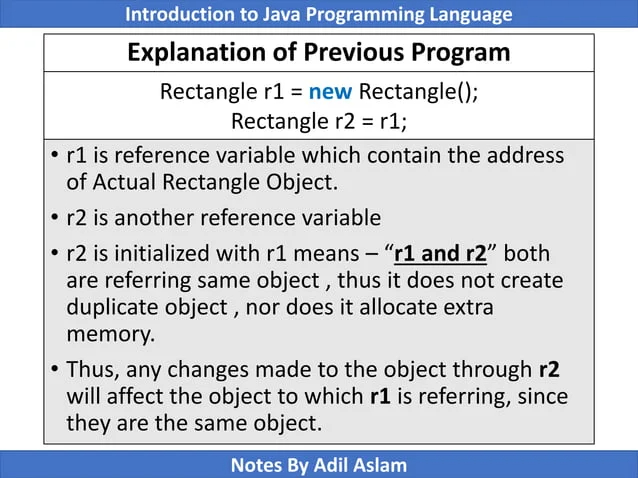 Introduction to Java Programming Language
Explanation of Previous Program
Rectangle r1 = new Rectangle();
Rectangle r2 = r1;
• r1 is reference variable which contain the address
of Actual Rectangle Object.
• r2 is another reference variable
• r2 is initialized with r1 means – “r1 and r2” both
are referring same object , thus it does not create
duplicate object , nor does it allocate extra
memory.
• Thus, any changes made to the object through r2
will affect the object to which r1 is referring, since
they are the same object.
Notes By Adil Aslam